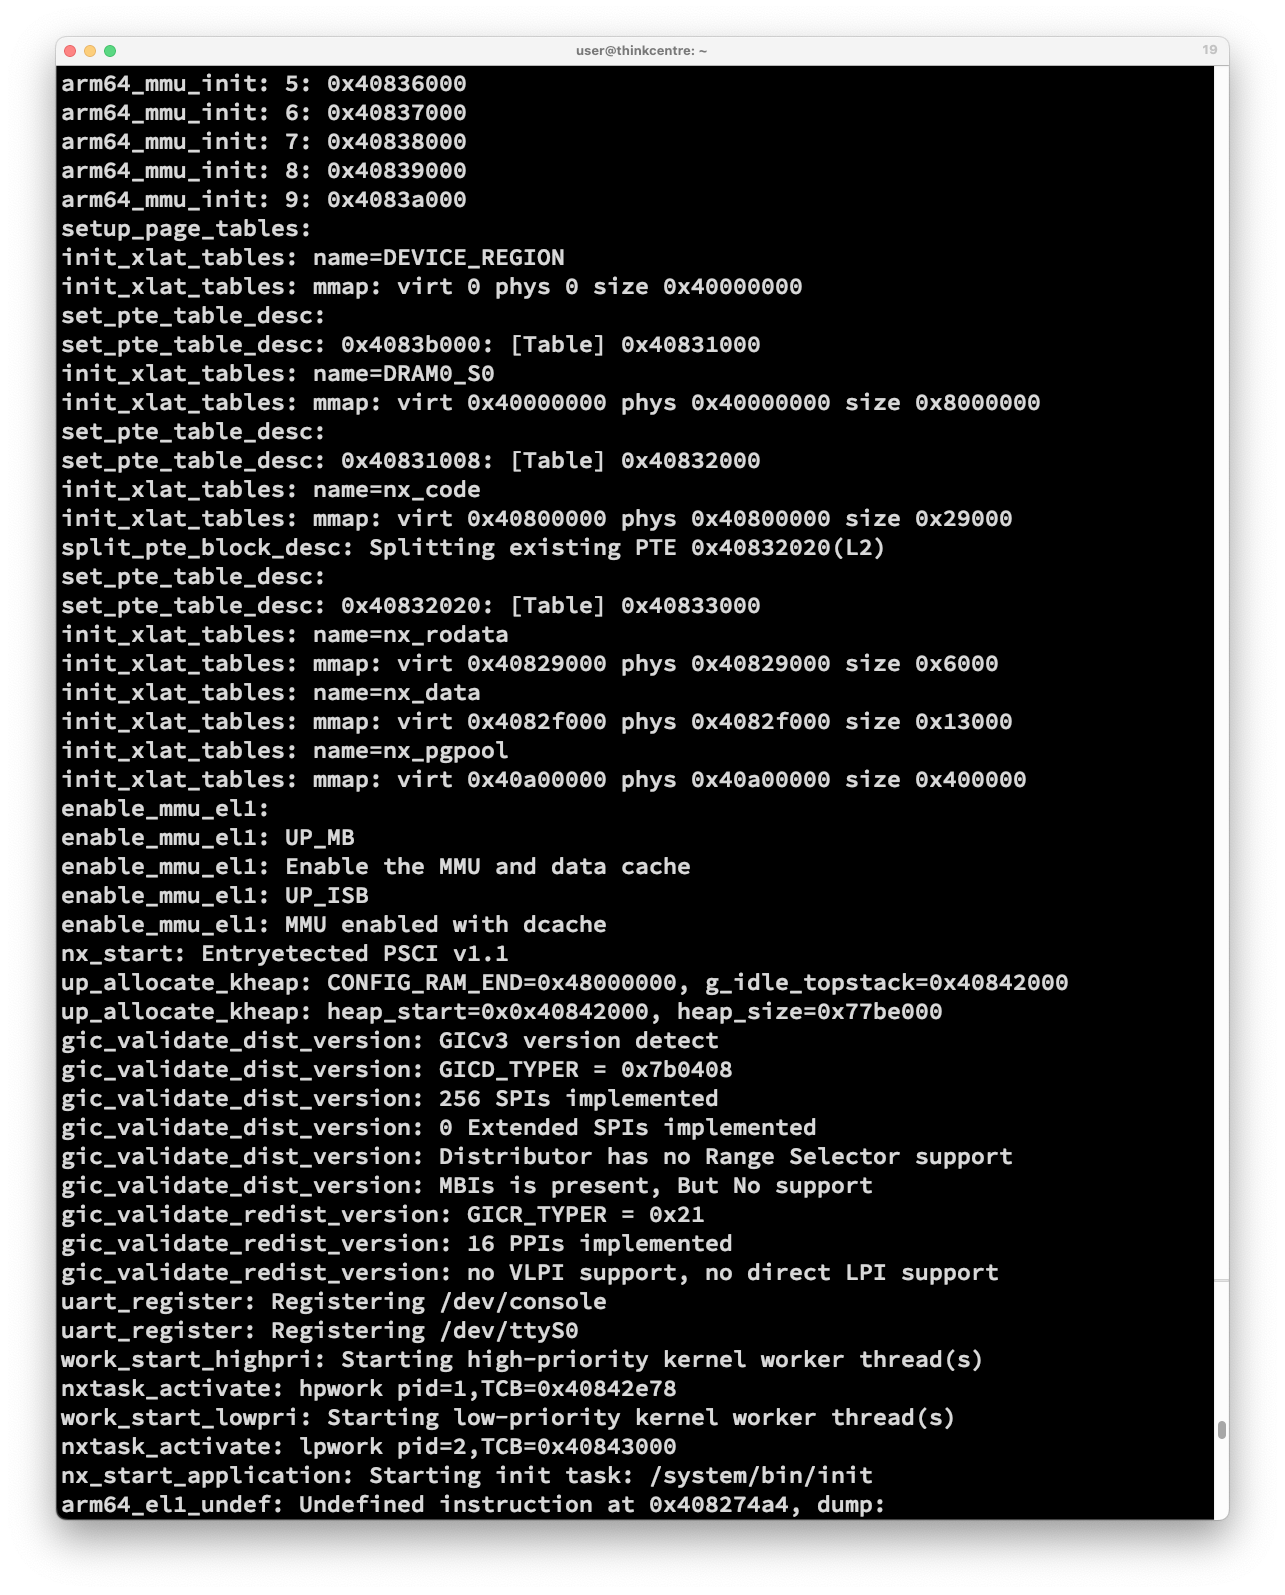 user@thinkcentre: ~
19
arm64_mmu_init: 5: 0x40836000
arm64_mmu_init: 6: 0x40837000
arm64_mmu_init: 7: 0x40838000
arm64_mmu_init: 8: 0x40839000
arm64_mmu_init: 9: 0x4083a000
setup_page_tables:
init_xlat_tables: name=DEVICE_REGION
init_xlat_tables: mmap: virt 0 phys 0 size 0x40000000
set_pte_table_desc:
set_pte_table_desc: 0x4083b000: [Table] 0x40831000
init_xlat_tables: name=DRAM0_S0
init_xlat_tables: mmap: virt 0x40000000 phys 0x40000000 size 0x8000000
set_pte_table_desc:
set_pte_table_desc: 0x40831008: [Table] 0x40832000
init_xlat_tables: name=nx_code
init_xlat_tables: mmap: virt 0x40800000 phys 0x40800000 size 0x29000
split_pte_block_desc: Splitting existing PTE 0x40832020(L2)
set_pte_table_desc:
set_pte_table_desc: 0x40832020: [Table] 0x40833000
init_xlat_tables: name=nx_rodata
init_xlat_tables: mmap: virt 0x40829000 phys 0x40829000 size 0x6000
init_xlat_tables: name=nx_data
init_xlat_tables: mmap: virt 0x4082f000 phys 0x4082f000 size 0x13000
init_xlat_tables: name=nx_pgpool
init_xlat_tables: mmap: virt 0x40a00000 phys 0x40a00000 size 0x400000
enable_mmu_el1:
enable_mmu_el1: UP_MB
enable_mmu_el1: Enable the MMU and data cache
enable_mmu_el1: UP_ISB
enable_mmu_el1: MMU enabled with dcache
nx_start: Entryetected PSCI v1.1
up_allocate_kheap: CONFIG_RAM_END=0x48000000, g_idle_topstack=0x40842000
up_allocate_kheap: heap_start=0x0x40842000, heap_size=0x77be000
gic_validate_dist_version: GICv3 version detect
gic_validate_dist_version: GICD_TYPER = 0x7b0408
gic_validate_dist_version: 256 SPIs implemented
gic_validate_dist_version: 0 Extended SPIs implemented
gic_validate_dist_version: Distributor has no Range Selector support
gic_validate_dist_version: MBIs is present, But No support
gic_validate_redist_version: GICR_TYPER = 0x21
gic_validate_redist_version: 16 PPIs implemented
gic_validate_redist_version: no VLPI support, no direct LPI support
uart_register: Registering /dev/console
uart_register: Registering /dev/ttyS0
work_start_highpri: Starting high-priority kernel worker thread(s)
nxtask_activate: hpwork pid=1,TCB=0x40842e78
work_start_lowpri: Starting low-priority kernel worker thread(s)
nxtask_activate: lpwork pid=2,TCB=0x40843000
nx_start_application: Starting init task: /system/bin/init
arm64_el1_undef: Undefined instruction at 0x408274a4, dump: